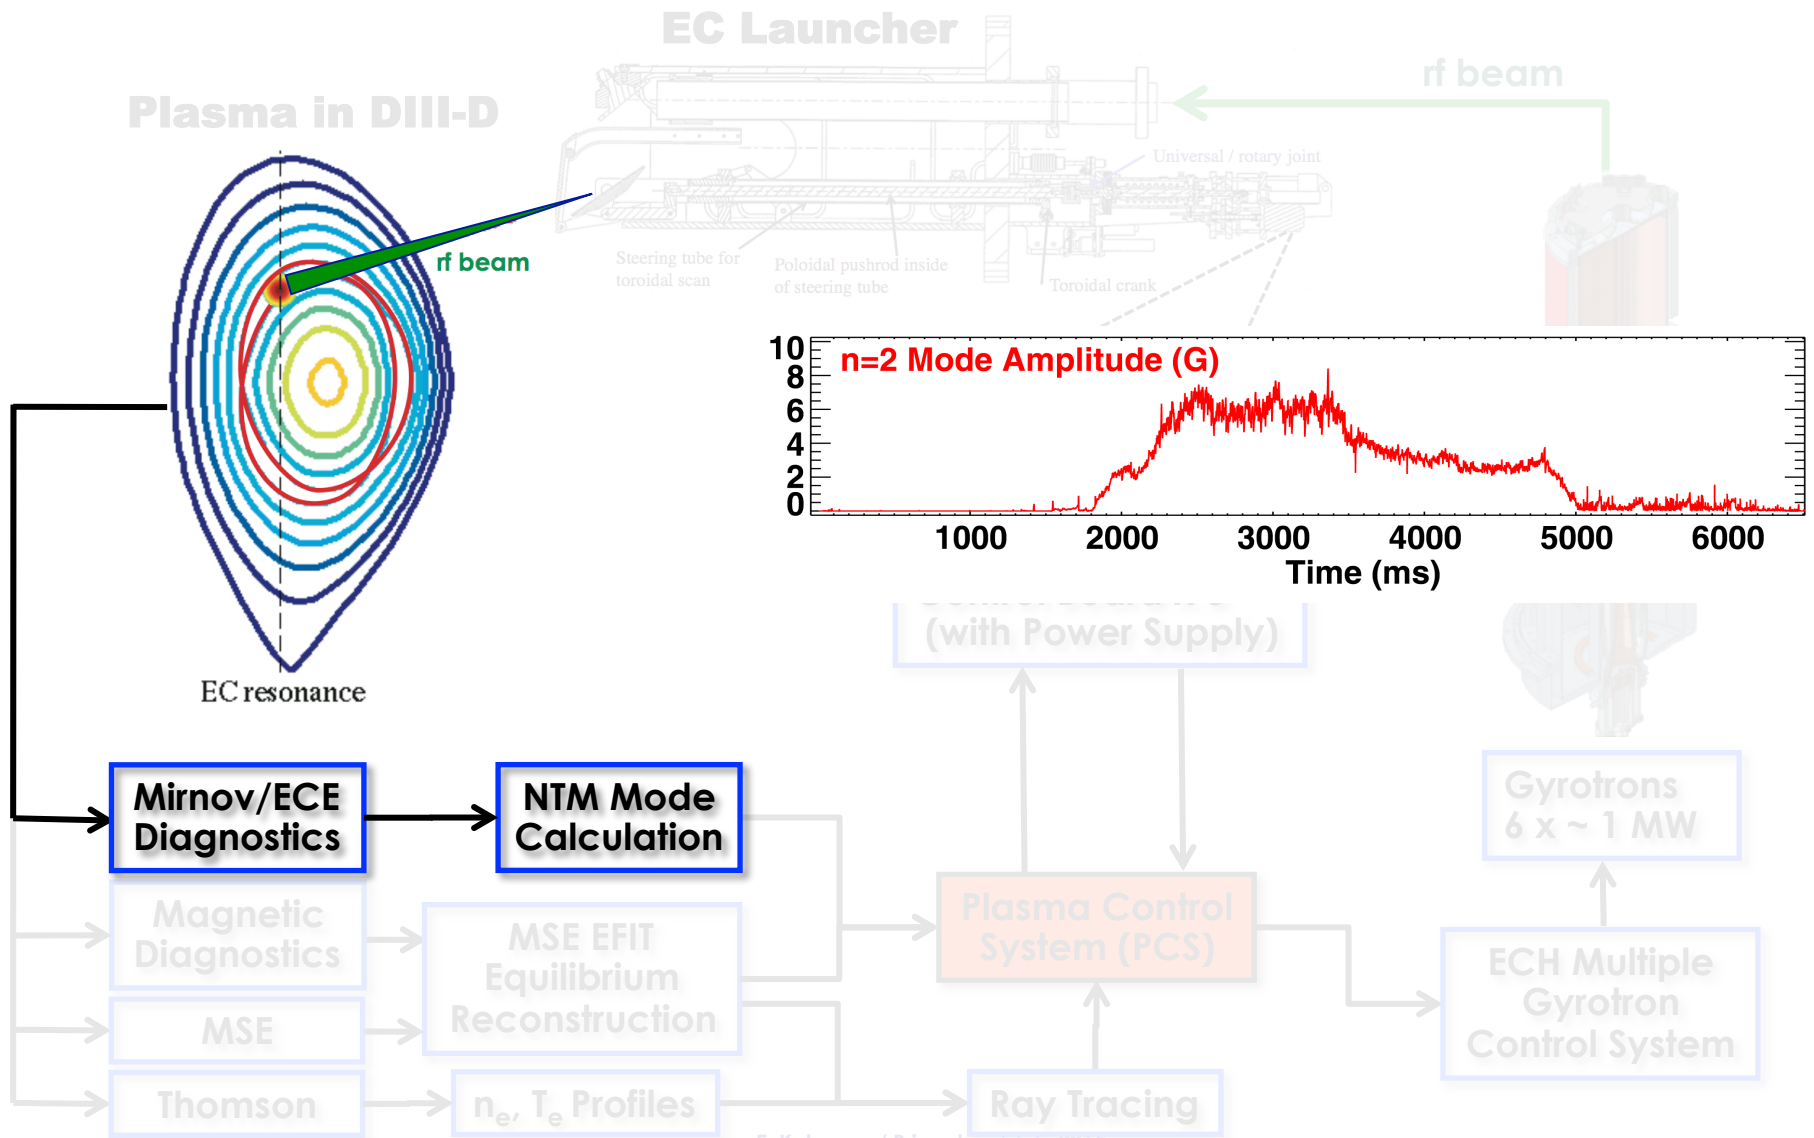 EC Launcher
rf beam
Plasma in DIII-D
Universal / rotary joint
rf beam
Steering tube for
toroidal scan
Poloidal pushrod inside
of steering tube
Toroidal crank
n=2 Mode Amplitude (G)
10
8
6
4
2
0
1000 2000 3000 4000 5000 6000
Time (ms)
(with Power Supply)
EC resonance
Mirnov/ECE
Diagnostics
NTM Mode
Calculation
Gyrotrons
6 x ~ 1 MW
Magnetic
Diagnostics
MSE EFIT
Equilibrium
Reconstruction
Plasma Control
System (PCS)
ECH Multiple
Gyrotron
Control System
MSE
Thomson
ne, Te Profiles
Ray Tracing